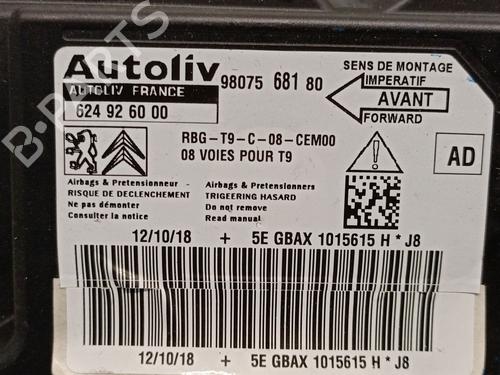 Autoliv
AUTOLIV FRANCE
624 92 60 00
98075 681 80
SENS DE MONTAGE
IMPERATIF
AVANT
FORWARD
RBG-T9-C-08-CEM00
08 VOIES POUR T9
AD
Airbags & Pretensionneur
RISQUE DE DECLENCHEMENT
Ne pas démonter
Consulter la notice
Airbags & Pretensionners
TRIGEERING HASARD
Do not remove
Read manual
12/10/18 + 5E GBAX 1015615 H * J8
12/10/18 + 5E GBAX 1015615 H * J8
B-PARTS